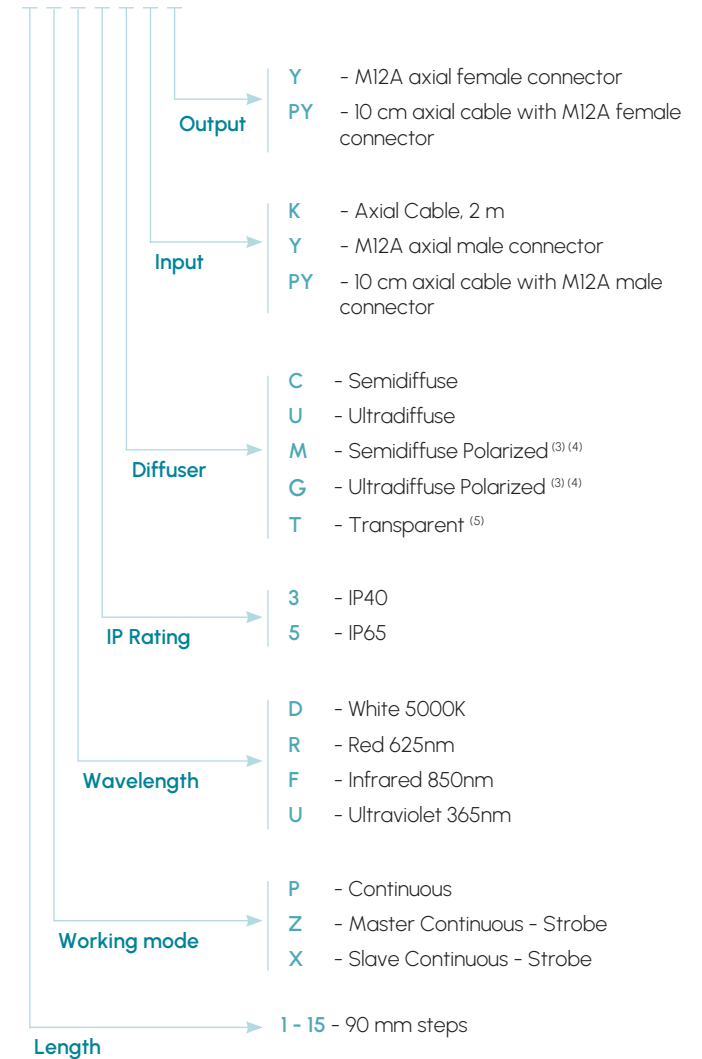 Y - M12A axial female connector
PY - 10 cm axial cable with M12A female
connector
Output
K - Axial Cable, 2 m
Y - M12A axial male connector
PY - 10 cm axial cable with M12A male
connector
Input
C - Semidiffuse
U - Ultradiffuse
M - Semidiffuse Polarized (3) (4)
G - Ultradiffuse Polarized (3) (4)
T - Transparent (5)
Diffuser
3 - IP40
5 - IP65
IP Rating
D - White 5000K
R - Red 625nm
F - Infrared 850nm
U - Ultraviolet 365nm
Wavelength
P - Continuous
Z - Master Continuous - Strobe
X - Slave Continuous - Strobe
Working mode
1 - 15 - 90 mm steps
Length